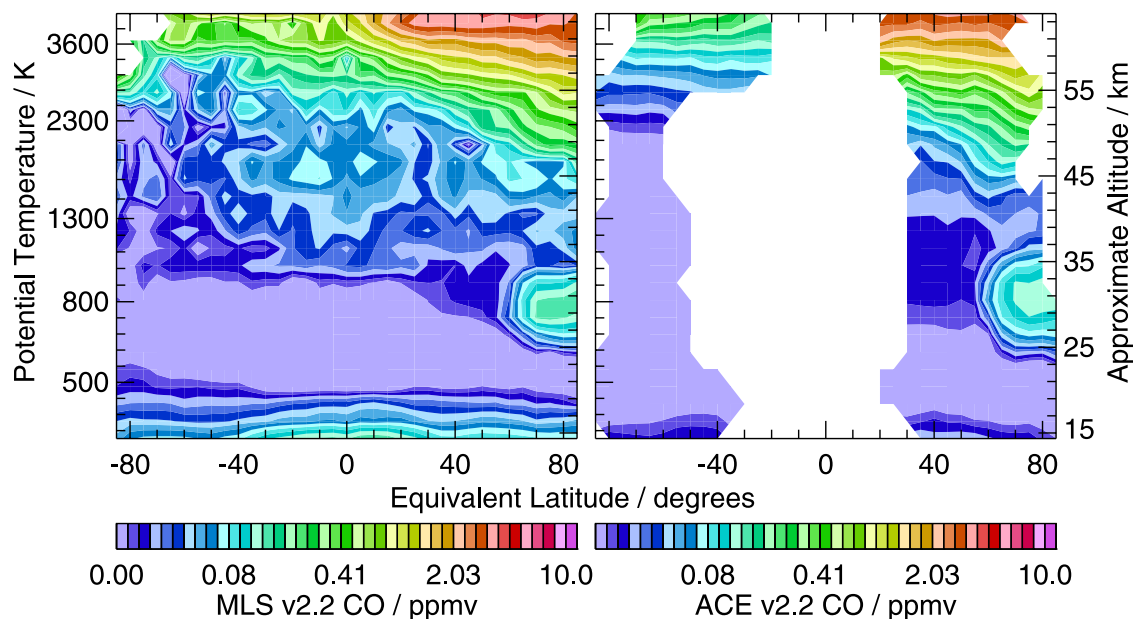 Potential Temperature / K
3600
2300
1300
800
500
-80
-40
0
40
80
-40
0
40
80
55
45
35
25
15
Approximate Altitude / km
Equivalent Latitude / degrees
0.00 0.08 0.41 2.03 10.0
MLS v2.2 CO / ppmv
0.08 0.41 2.03 10.0
ACE v2.2 CO / ppmv